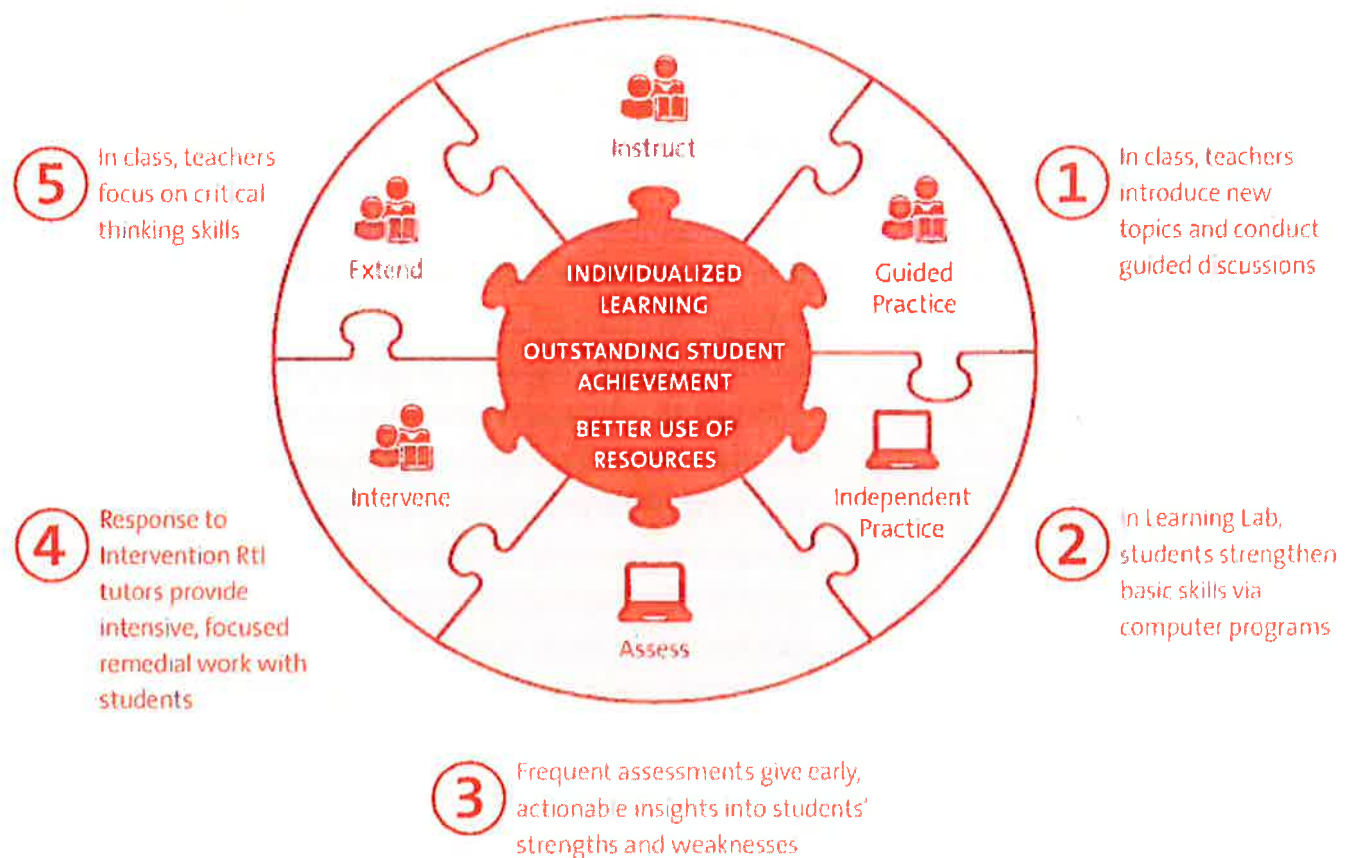 Instruct
5
In class, teachers
focus on critical
thinking skills
1
In class, teachers
introduce new
topics and conduct
guided discussions
Extend
Guided
Practice
INDIVIDUALIZED
LEARNING
OUTSTANDING STUDENT
ACHIEVEMENT
BETTER USE OF
RESOURCES
Intervene
Independent
Practice
4
Response to
Intervention RtI
tutors provide
intensive, focused
remedial work with
students
2
In Learning Lab,
students strengthen
basic skills via
computer programs
Assess
3
Frequent assessments give early,
actionable insights into students'
strengths and weaknesses